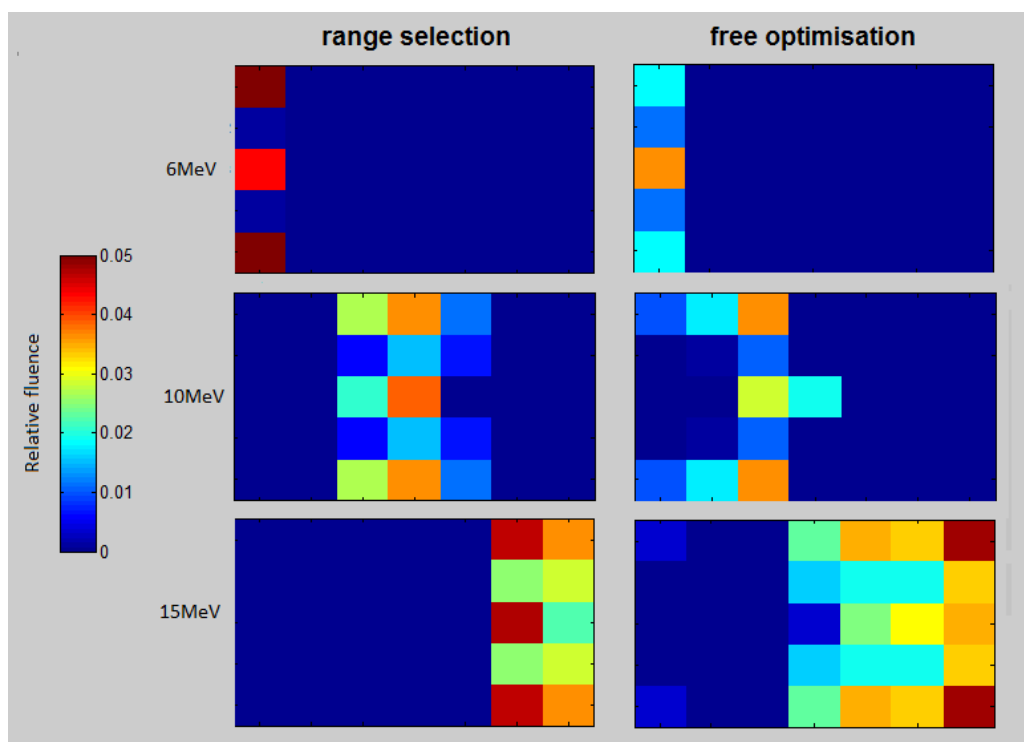 range selection
free optimisation
6MeV
10MeV
15MeV
Relative fluence
0.05
0.04
0.03
0.02
0.01
0